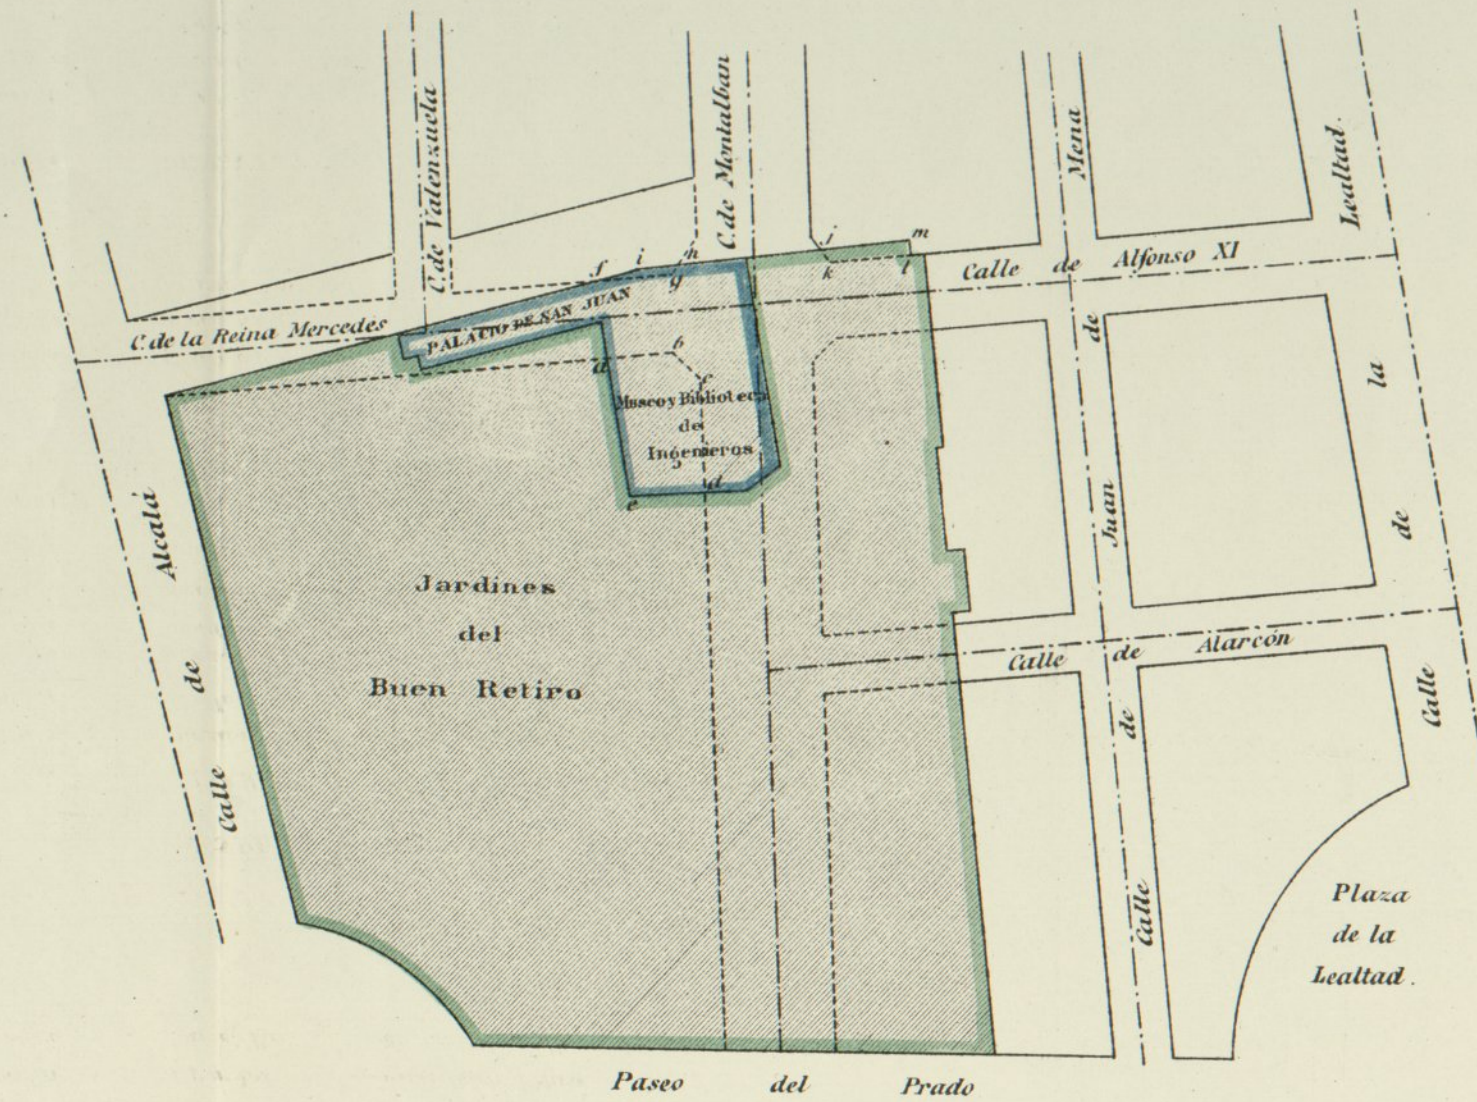 C. de Valenzuela
C. de Montalban
Mena
de
Juan
de
Calle
Lealtad.
la
de
Calle
f
i
h
g
j
k
l
m
Calle de Alfonso XI
C. de la Reina Mercedes
PALACIO DE SAN JUAN
b
c
d
e
Museo y Biblioteca
de
Ingenieros
Alcalá
de
Calle
Jardines
del
Buen Retiro
Calle de Alarcón
Plaza
de la
Lealtad.
Paseo del Prado